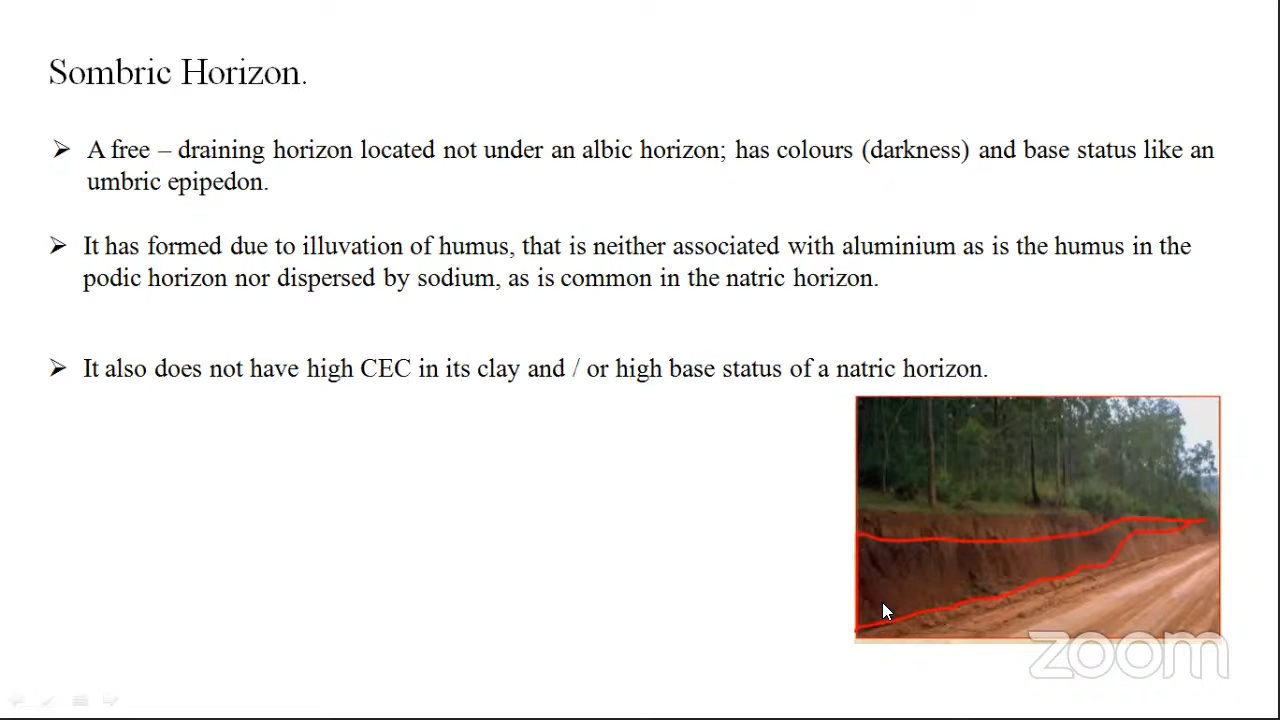 Sombric Horizon.
A free – draining horizon located not under an albic horizon; has colours (darkness) and base status like an
umbric epipedon.
It has formed due to illuvation of humus, that is neither associated with aluminium as is the humus in the
podic horizon nor dispersed by sodium, as is common in the natric horizon.
It also does not have high CEC in its clay and / or high base status of a natric horizon.
zoom